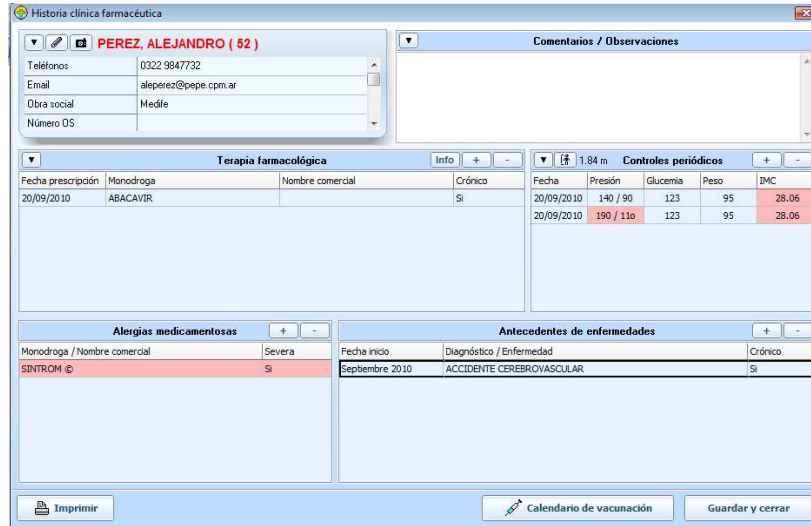 Historia clínica farmacéutica
PEREZ, ALEJANDRO ( 52 )
Teléfonos 0322 9847732
Email aleperez@pepe.cpm.ar
Obra social Medife
Número OS
Comentarios / Observaciones
Terapia farmacológica Info + -
Fecha prescripción Monodroga Nombre comercial Crónico
20/09/2010 ABACAVIR Si
1.84 m Controles periódicos + -
Fecha Presión Glucemia Peso IMC
20/09/2010 140 / 90 123 95 28.06
20/09/2010 190 / 11o 123 95 28.06
Alergias medicamentosas + -
Monodroga / Nombre comercial Severa
SINTROM © Si
Antecedentes de enfermedades + -
Fecha inicio Diagnóstico / Enfermedad Crónico
Septiembre 2010 ACCIDENTE CEREBROVASCULAR Si
Imprimir Calendario de vacunación Guardar y cerrar